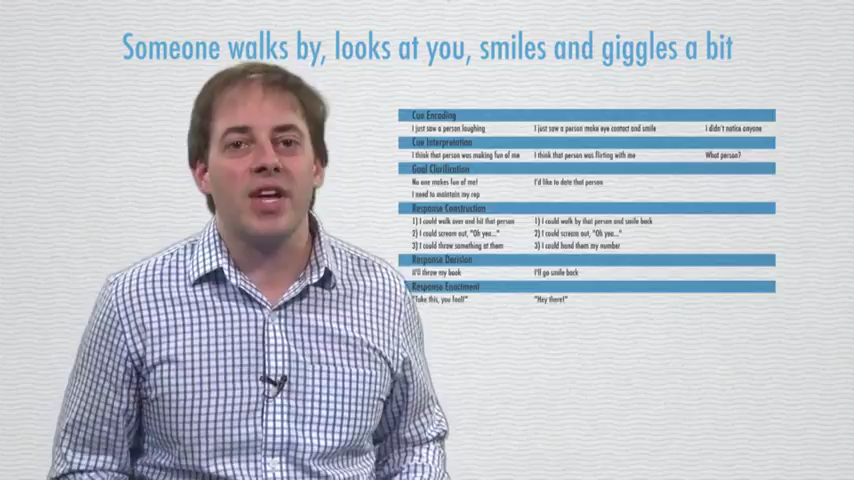 Someone walks by, looks at you, smiles and giggles a bit
Cue Encoding
I just saw a person laughing I just saw a person make eye contact and smile I didn't notice anyone
Cue Interpretation
I think that person was making fun of me I think that person was flirting with me What person?
Goal Clarification
No one makes fun of me! I'd like to date that person
I need to maintain my rep
Response Construction
1) I could walk over and hit that person 1) I could walk by that person and smile back
2) I could scream out, "Oh yea..." 2) I could scream out, "Oh yea..."
3) I could throw something at them 3) I could hand them my number
Response Decision
I'll throw my book I'll go smile back
Response Enactment
"Take this, you fool!" "Hey there!"